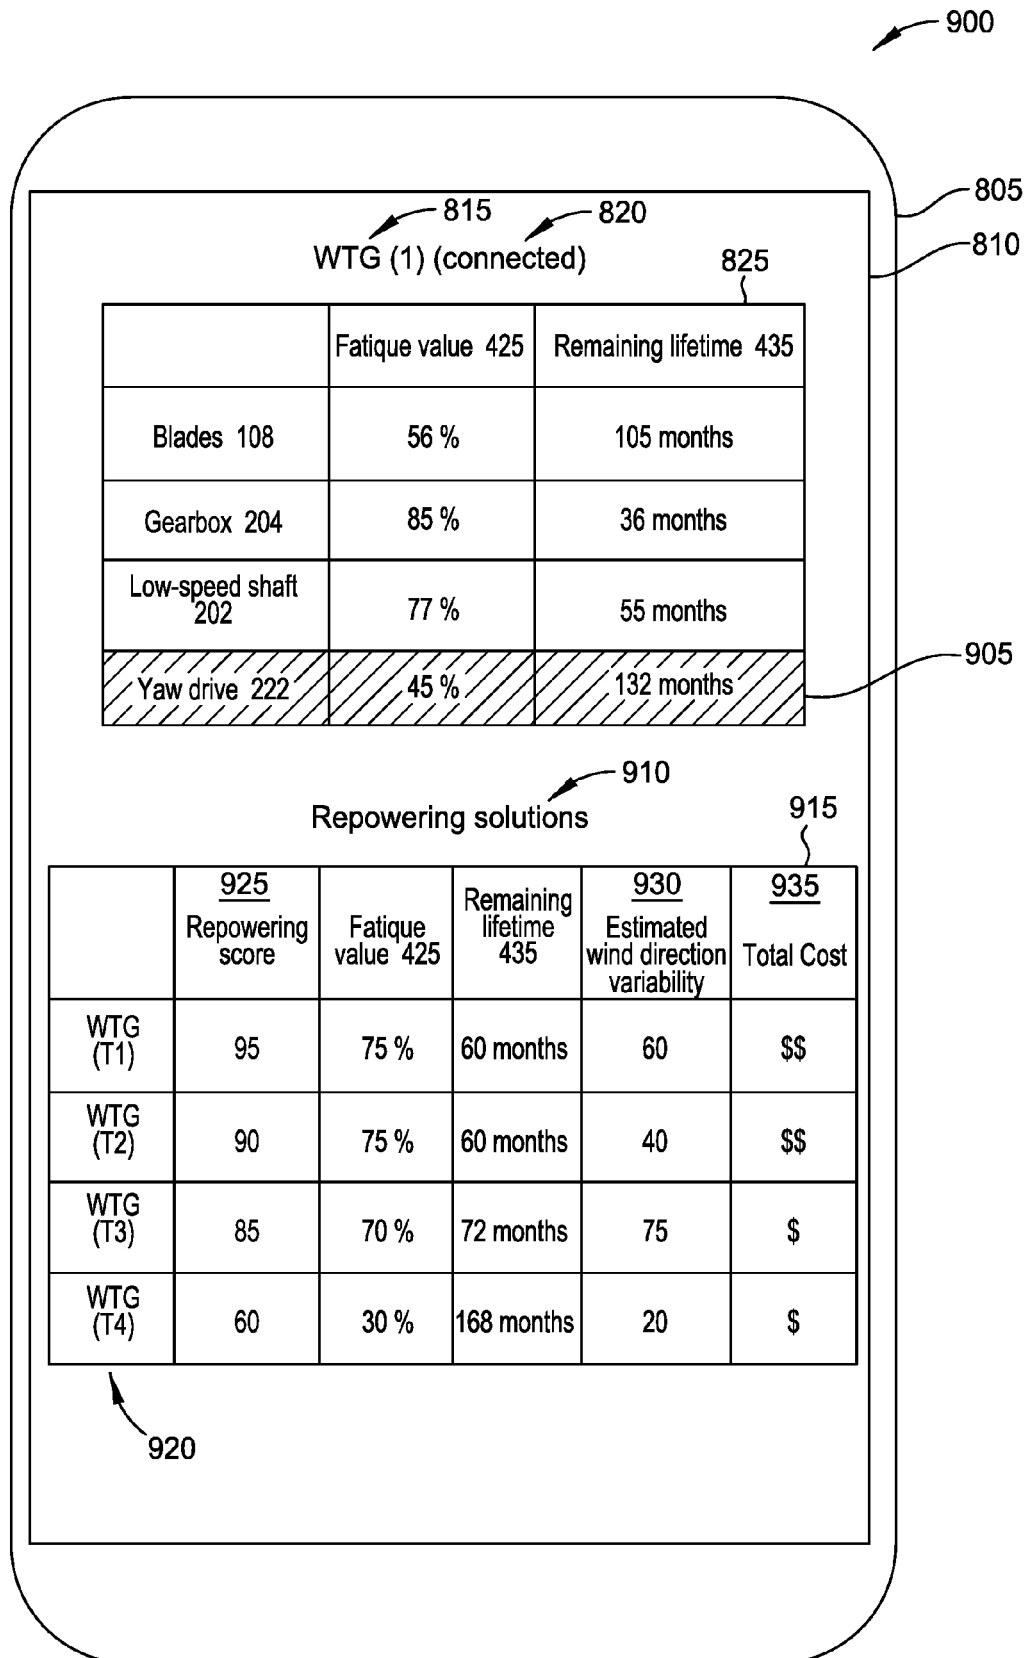 900
805
815
820
810
WTG (1) (connected)
825
Fatique value 425
Remaining lifetime 435
Blades 108
56 %
105 months
Gearbox 204
85 %
36 months
Low-speed shaft
202
77 %
55 months
905
Yaw drive 222
45 %
132 months
910
Repowering solutions
915
925
Repowering
score
Fatique
value 425
Remaining
lifetime
435
930
Estimated
wind direction
variability
935
Total Cost
WTG
(T1)
95
75 %
60 months
60
$$
WTG
(T2)
90
75 %
60 months
40
$$
WTG
(T3)
85
70 %
72 months
75
$
WTG
(T4)
60
30 %
168 months
20
$
920